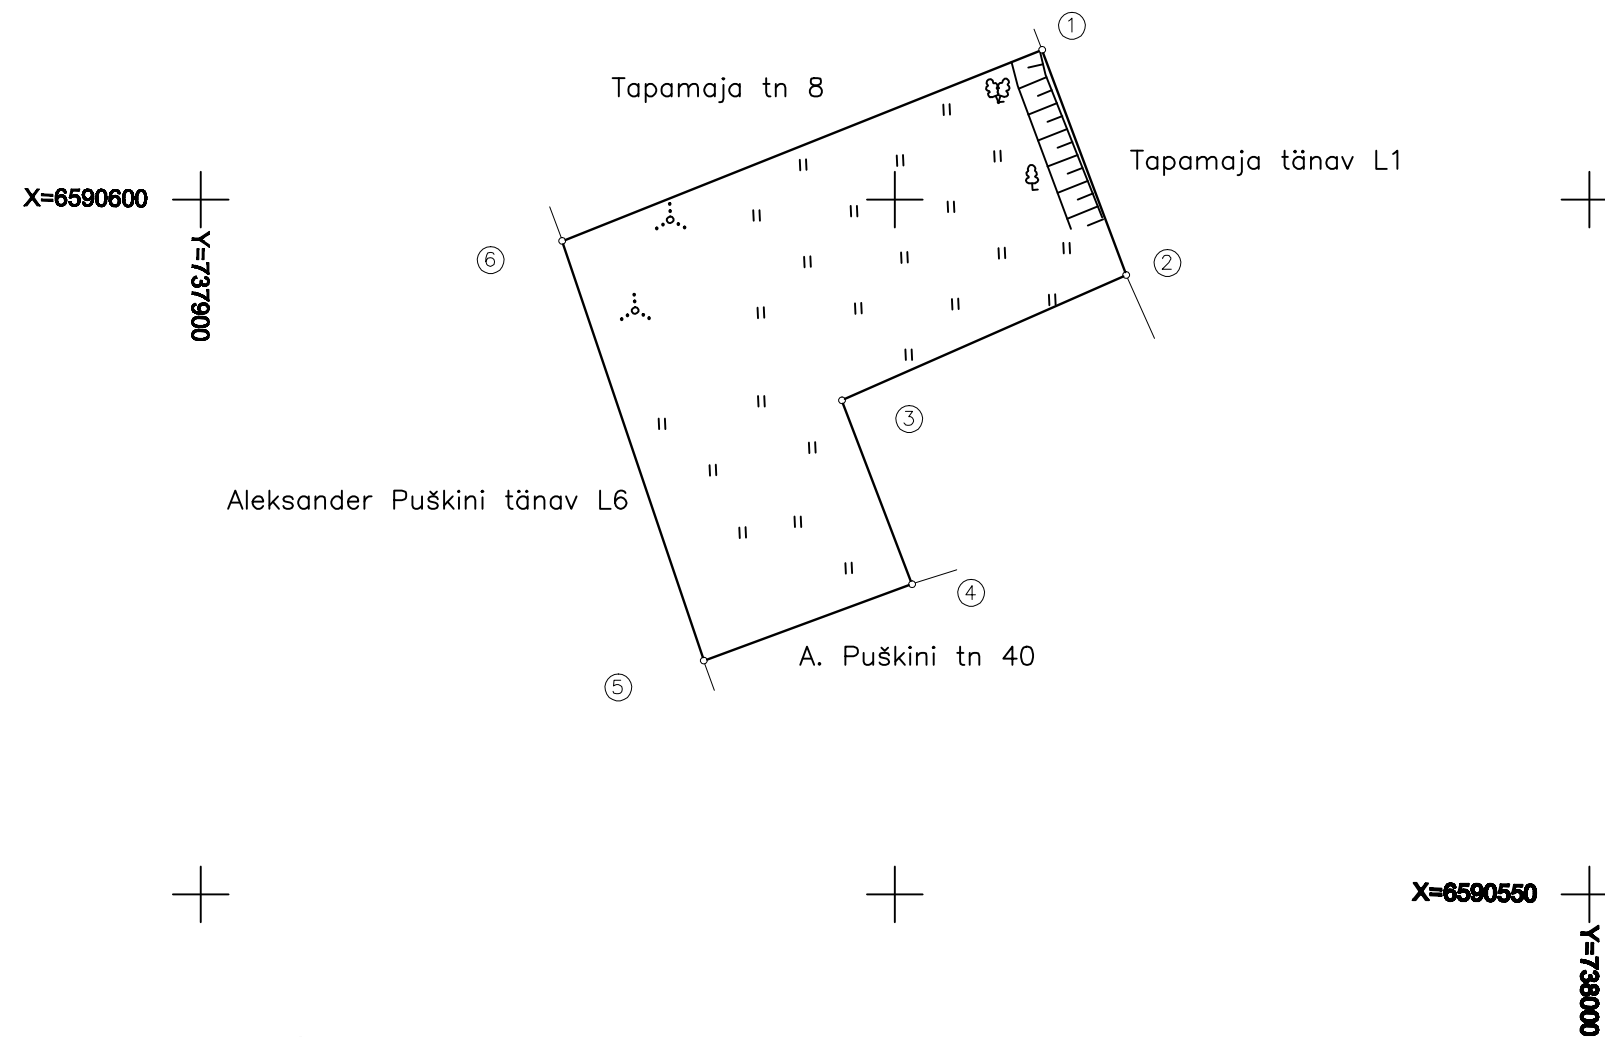 1
Tapamaja tn 8
Tapamaja tänav L1
X=6590600
Y=737900
6
2
3
Aleksander Puškini tänav L6
4
A. Puškini tn 40
5
X=6590550
Y=738000